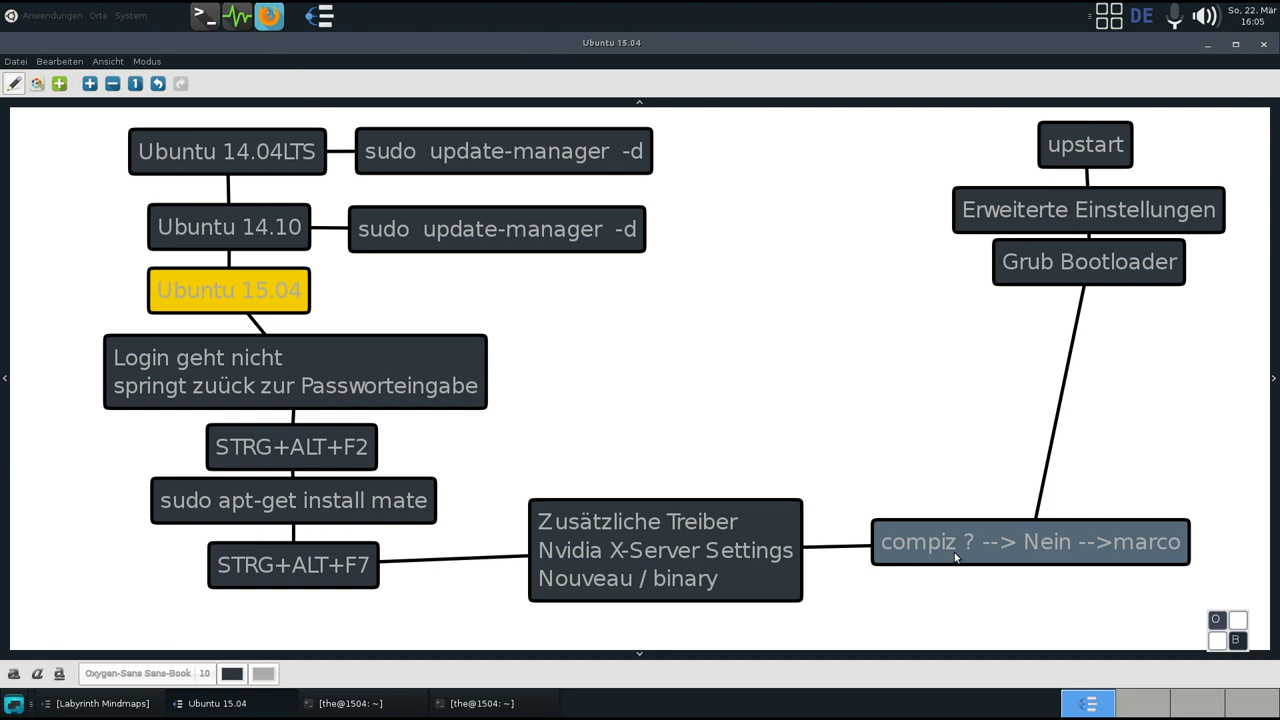 Anwendungen Orte System
DE
So, 22. Mär
16:05
Ubuntu 15.04
Datei Bearbeiten Ansicht Modus
1
Ubuntu 14.04LTS
sudo update-manager -d
upstart
Erweiterte Einstellungen
Ubuntu 14.10
sudo update-manager -d
Grub Bootloader
Ubuntu 15.04
Login geht nicht
springt zuück zur Passworteingabe
STRG+ALT+F2
sudo apt-get install mate
STRG+ALT+F7
Zusätzliche Treiber
Nvidia X-Server Settings
Nouveau / binary
compiz ? --> Nein -->marco
O
B
a a a Oxygen-Sans Sans-Book 10
[Labyrinth Mindmaps] Ubuntu 15.04 [the@1504: ~] [the@1504: ~]